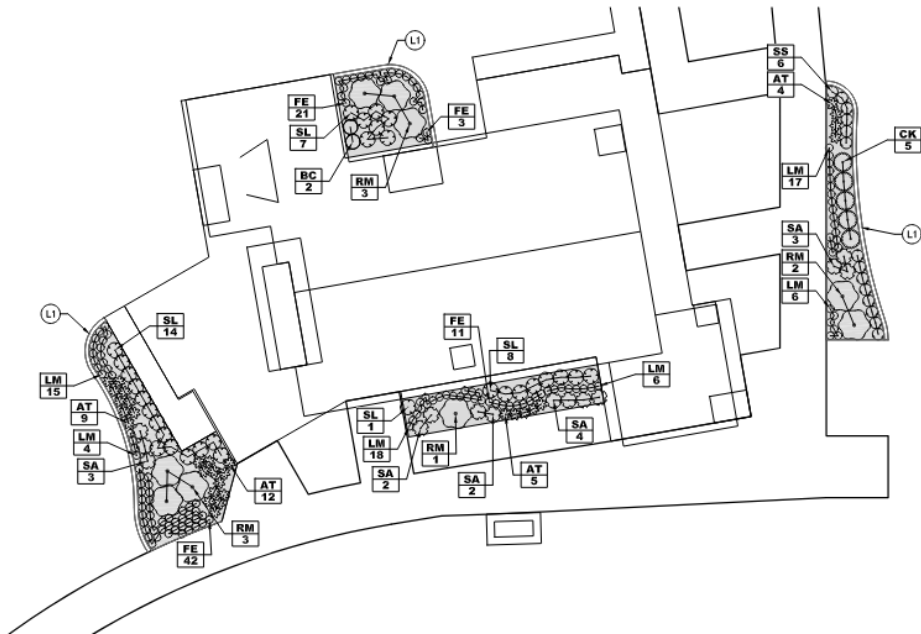 L1
SS
6
AT
4
FE
21
FE
3
SL
7
CK
5
BC
2
RM
3
LM
17
SA
3
L1
RM
2
LM
6
L1
SL
14
FE
11
SL
8
LM
15
LM
6
AT
9
SL
1
SA
4
LM
4
LM
18
RM
1
SA
3
SA
2
SA
2
AT
5
AT
12
RM
3
FE
42